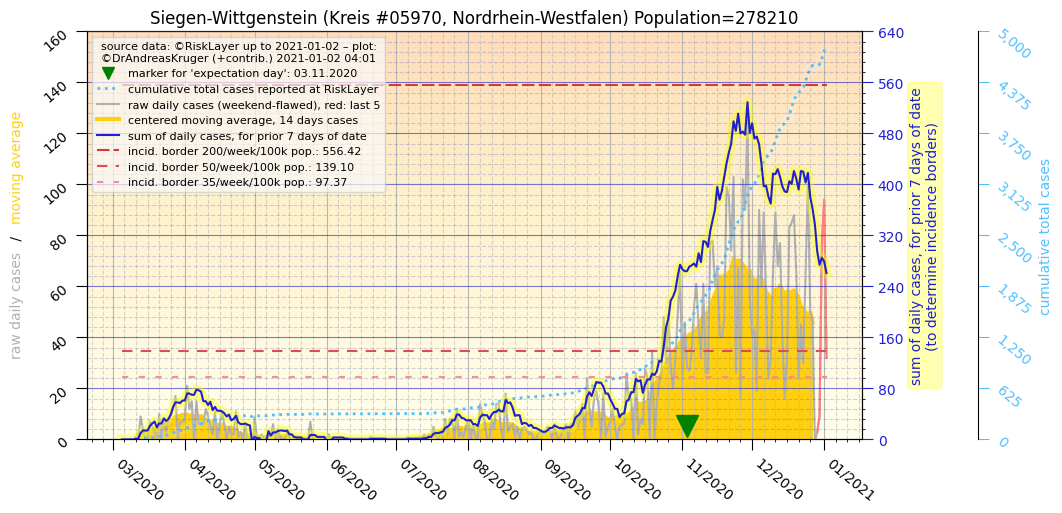 Siegen-Wittgenstein (Kreis #05970, Nordrhein-Westfalen) Population=278210
source data: ©RiskLayer up to 2021-01-02 – plot:
©DrAndreasKruger (+contrib.) 2021-01-02 04:01
marker for 'expectation day': 03.11.2020
cumulative total cases reported at RiskLayer
raw daily cases (weekend-flawed), red: last 5
centered moving average, 14 days cases
sum of daily cases, for prior 7 days of date
incid. border 200/week/100k pop.: 556.42
incid. border 50/week/100k pop.: 139.10
incid. border 35/week/100k pop.: 97.37
raw daily cases / moving average
160
140
120
100
80
60
40
20
0
03/2020
04/2020
05/2020
06/2020
07/2020
08/2020
09/2020
10/2020
11/2020
12/2020
01/2021
640
560
480
400
320
240
160
80
0
sum of daily cases, for prior 7 days of date
(to determine incidence borders)
5,000
4,375
3,750
3,125
2,500
1,875
1,250
625
0
cumulative total cases